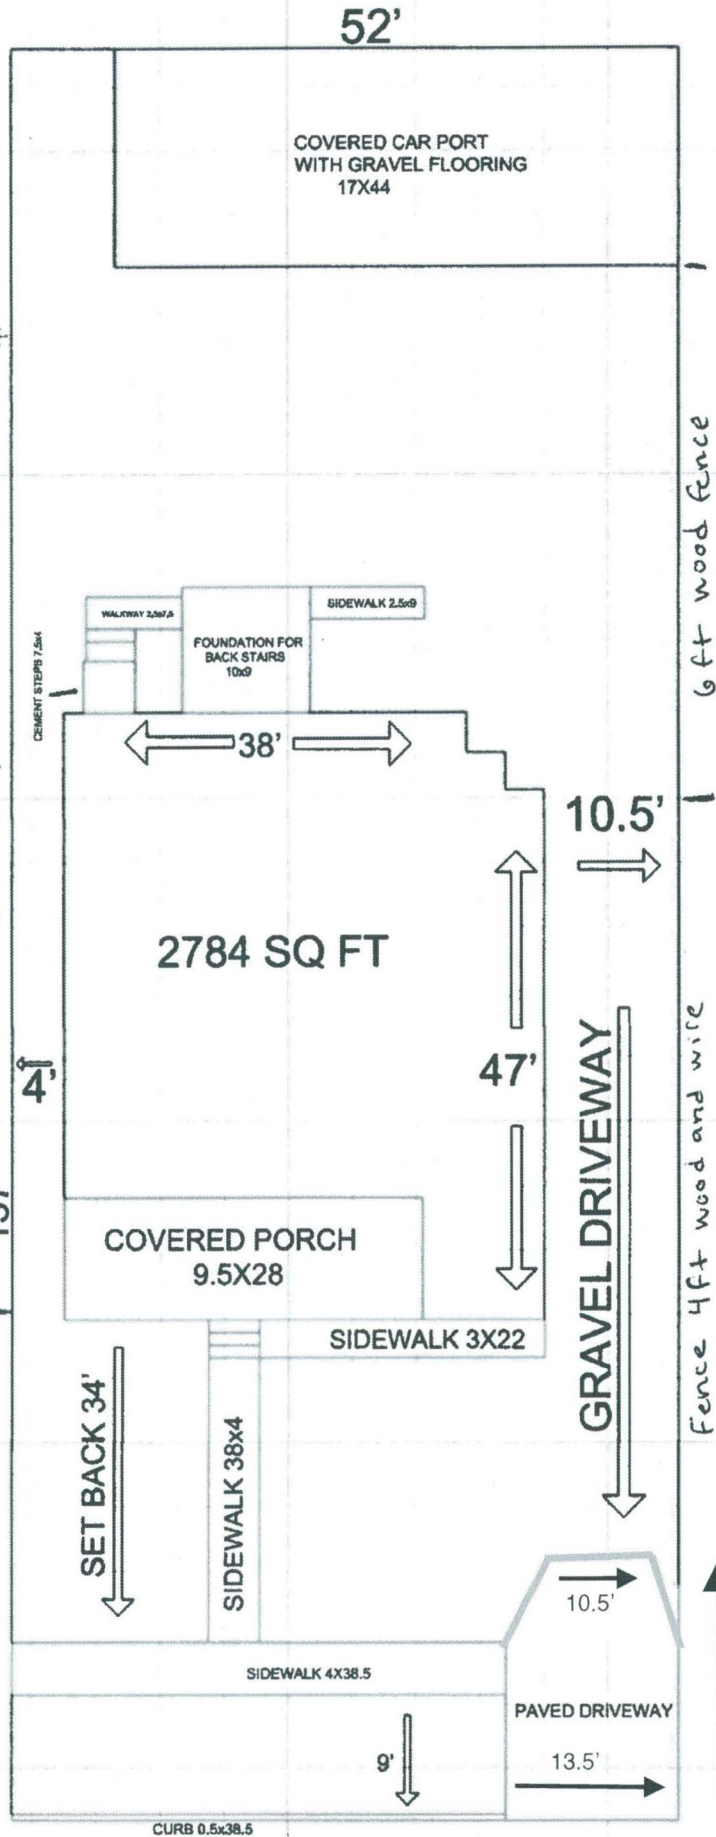 52'
COVERED CAR PORT
WITH GRAVEL FLOORING
17X44
6ft wood fence
WALKWAY 2.5x7.5
SIDEWALK 2.5x9
FOUNDATION FOR
BACK STAIRS
10x9
CEMENT STEPS 7.5x4
38'
10.5'
2784 SQ FT
47'
4'
GRAVEL DRIVEWAY
Fence 4ft wood and wire
COVERED PORCH
9.5X28
SIDEWALK 3X22
SET BACK 34'
SIDEWALK 38x4
10.5'
SIDEWALK 4X38.5
PAVED DRIVEWAY
9'
13.5'
CURB 0.5x38.5